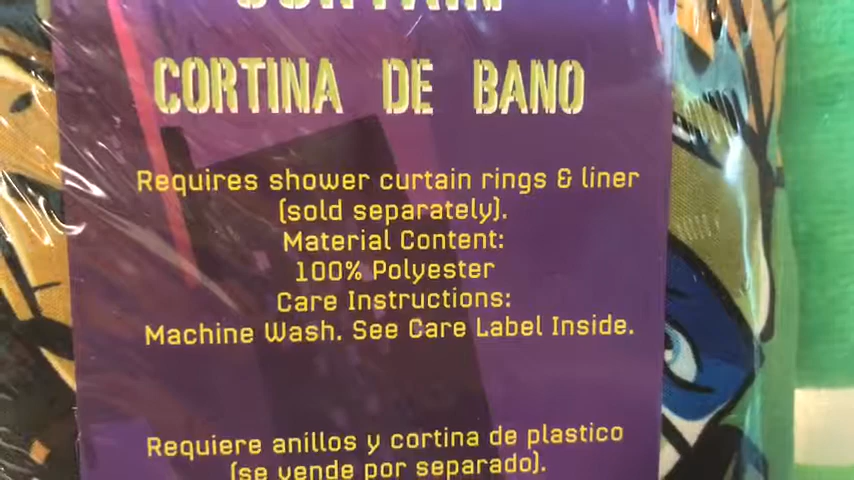 CURTAIN
CORTINA DE BANO
Requires shower curtain rings & liner
(sold separately).
Material Content:
100% Polyester
Care Instructions:
Machine Wash. See Care Label Inside.
Requiere anillos y cortina de plastico
(se vende por separado).